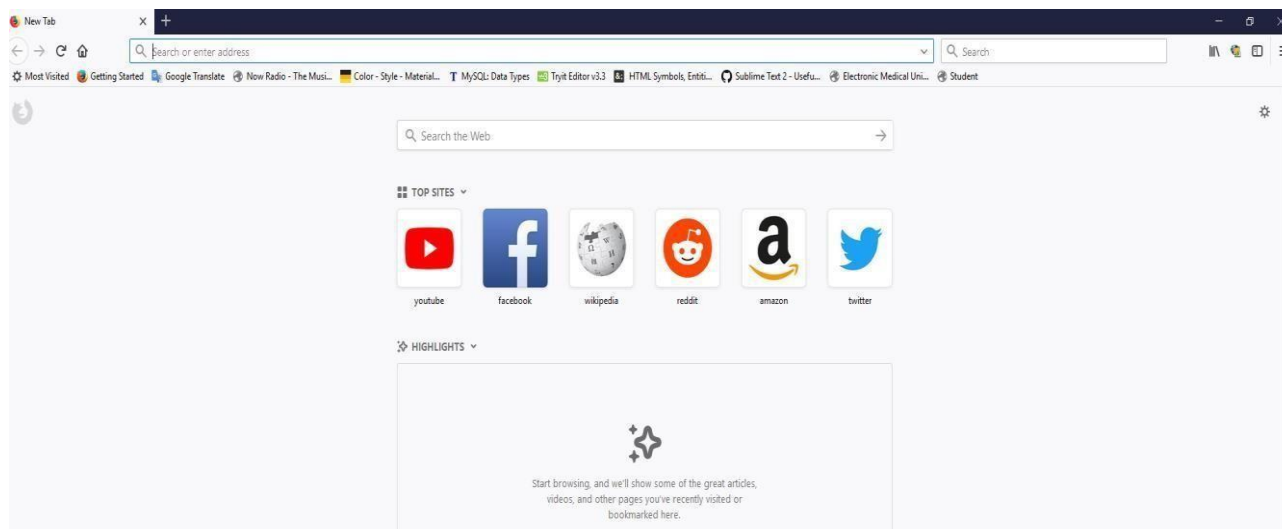 New Tab
Search or enter address
Search
Most Visited Getting Started Google Translate Now Radio - The Musi... Color - Style - Material... MySQL: Data Types Tryit Editor v3.3 HTML Symbols, Entiti... Sublime Text 2 - Usefu... Electronic Medical Uni... Student
Search the Web
TOP SITES
youtube facebook wikipedia reddit amazon twitter
HIGHLIGHTS
Start browsing, and we'll show some of the great articles,
videos, and other pages you've recently visited or
bookmarked here.